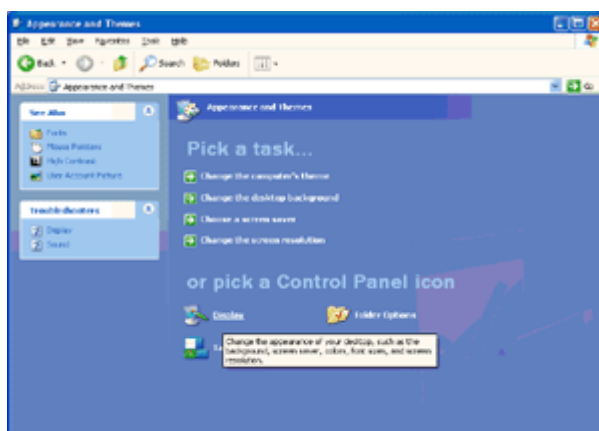 Appearance and Themes
File Edit View Favorites Tools Help
Back Search Folders
Address Appearance and Themes Go
See Also
Fonts
Mouse Pointers
High Contrast
User Account Picture
Troubleshooters
Display
Sound
Appearance and Themes
Pick a task...
Change the computer's theme
Change the desktop background
Choose a screen saver
Change the screen resolution
or pick a Control Panel icon
Display Folder Options
Change the appearance of your desktop, such as the
background, screen saver, colors, font sizes, and screen
resolution.